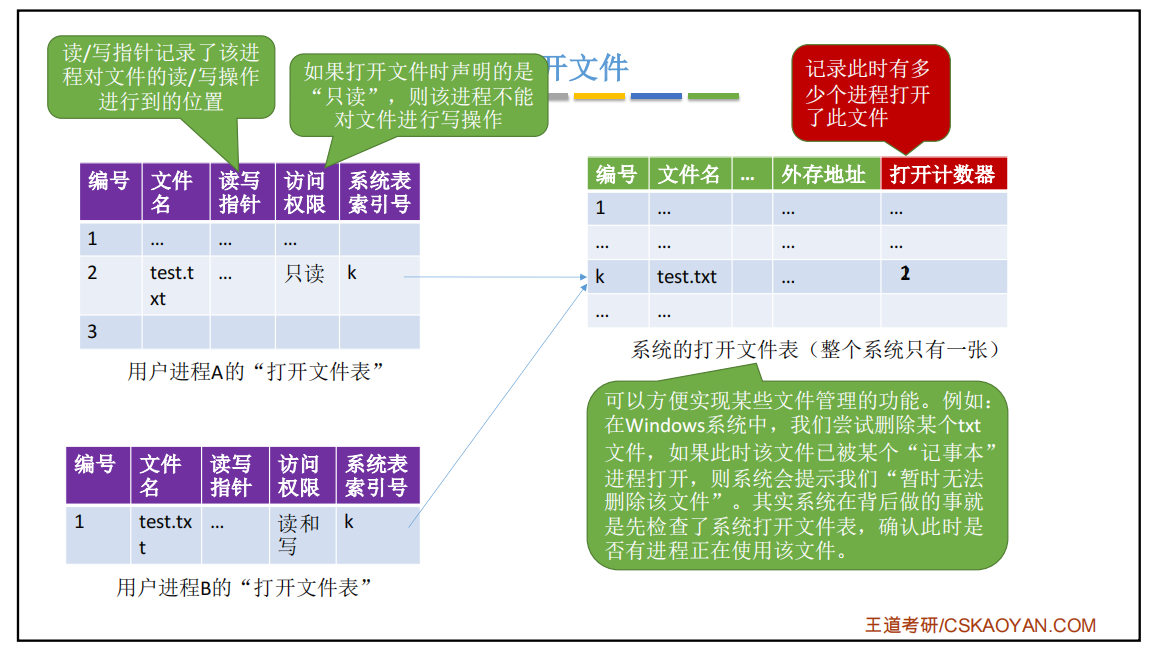 读/写指针记录了该进
程对文件的读/写操作
进行到的位置
如果打开文件时声明的是
“只读”，则该进程不能
对文件进行写操作
开文件
记录此时有多
少个进程打开
了此文件
编号 文件 读写 访问 系统表
名 指针 权限 索引号
1 ... ... ...
2 test.t ... 只读 k
xt
3
用户进程A的“打开文件表”
编号 文件名 ... 外存地址 打开计数器
1 ... ... ...
... ... ... ...
k test.txt ...
... ...
系统的打开文件表（整个系统只有一张）
可以方便实现某些文件管理的功能。例如：
在Windows系统中，我们尝试删除某个txt
文件，如果此时该文件已被某个“记事本”
进程打开，则系统会提示我们“暂时无法
删除该文件”。其实系统在背后做的事就
是先检查了系统打开文件表，确认此时是
否有进程正在使用该文件。
编号 文件 读写 访问 系统表
名 指针 权限 索引号
1 test.tx ... 读和 k
t 写
用户进程B的“打开文件表”
王道考研/CSKAOYAN.COM